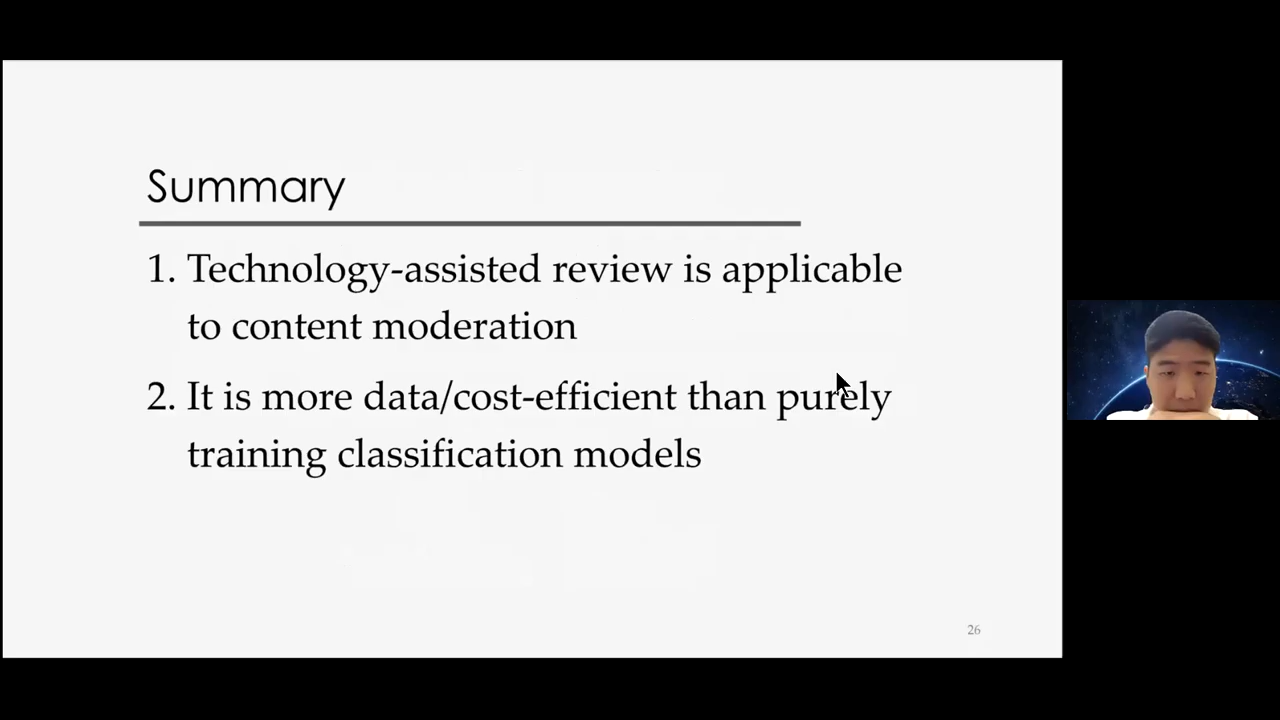 Summary
1. Technology-assisted review is applicable
to content moderation
2. It is more data/cost-efficient than purely
training classification models
26